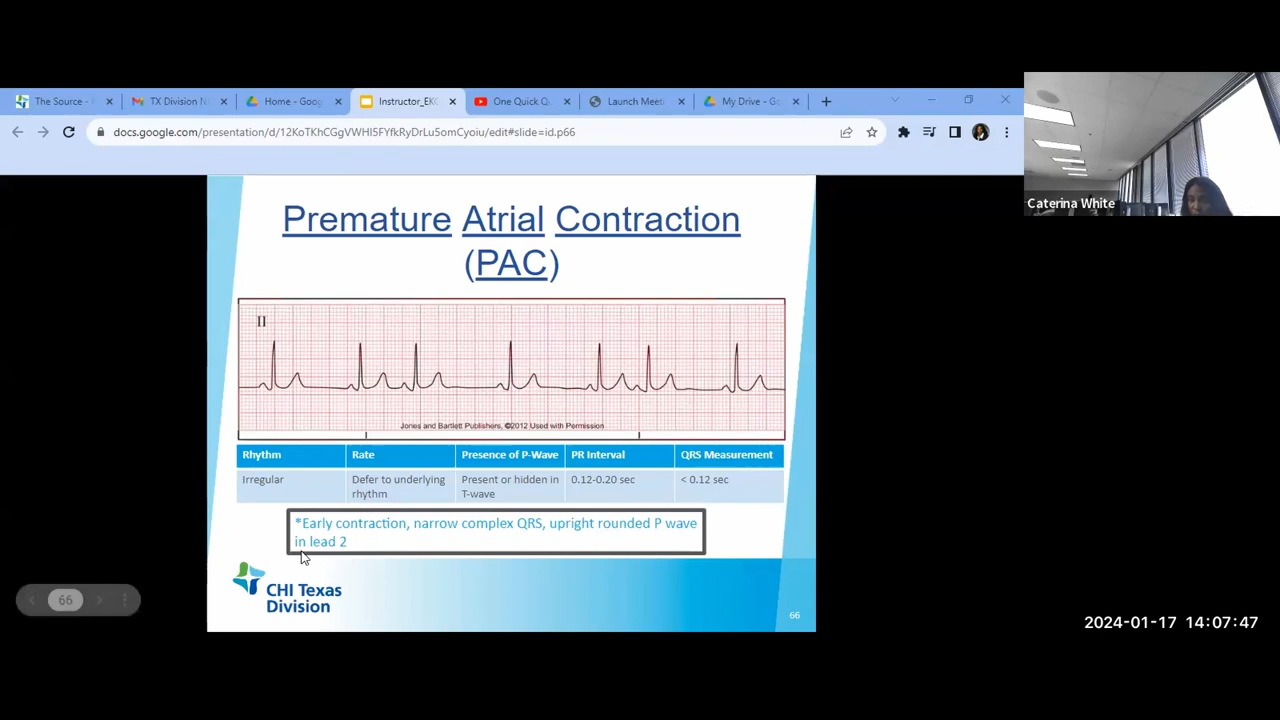 The Source -
TX Division N
Home - Goog
Instructor_EKG
One Quick Q
Launch Meeti
My Drive - Go
docs.google.com/presentation/d/12KoTKhCGgVWHI5FYfkRyDrLu5omCyoiu/edit#slide=id.p66
Caterina White
Premature Atrial Contraction
(PAC)
II
Jones and Bartlett Publishers, ©2012 Used with Permission
Rhythm Rate Presence of P-Wave PR Interval QRS Measurement
Irregular Defer to underlying Present or hidden in 0.12-0.20 sec < 0.12 sec
rhythm T-wave
*Early contraction, narrow complex QRS, upright rounded P wave
in lead 2
CHI Texas
Division
66
66
2024-01-17 14:07:47